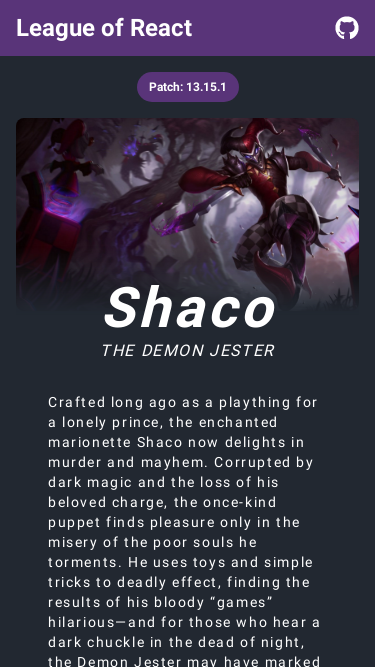 League of React
Patch: 13.15.1
Shaco
THE DEMON JESTER
Crafted long ago as a plaything for
a lonely prince, the enchanted
marionette Shaco now delights in
murder and mayhem. Corrupted by
dark magic and the loss of his
beloved charge, the once-kind
puppet finds pleasure only in the
misery of the poor souls he
torments. He uses toys and simple
tricks to deadly effect, finding the
results of his bloody “games”
hilarious—and for those who hear a
dark chuckle in the dead of night,
the Demon Jester may have marked